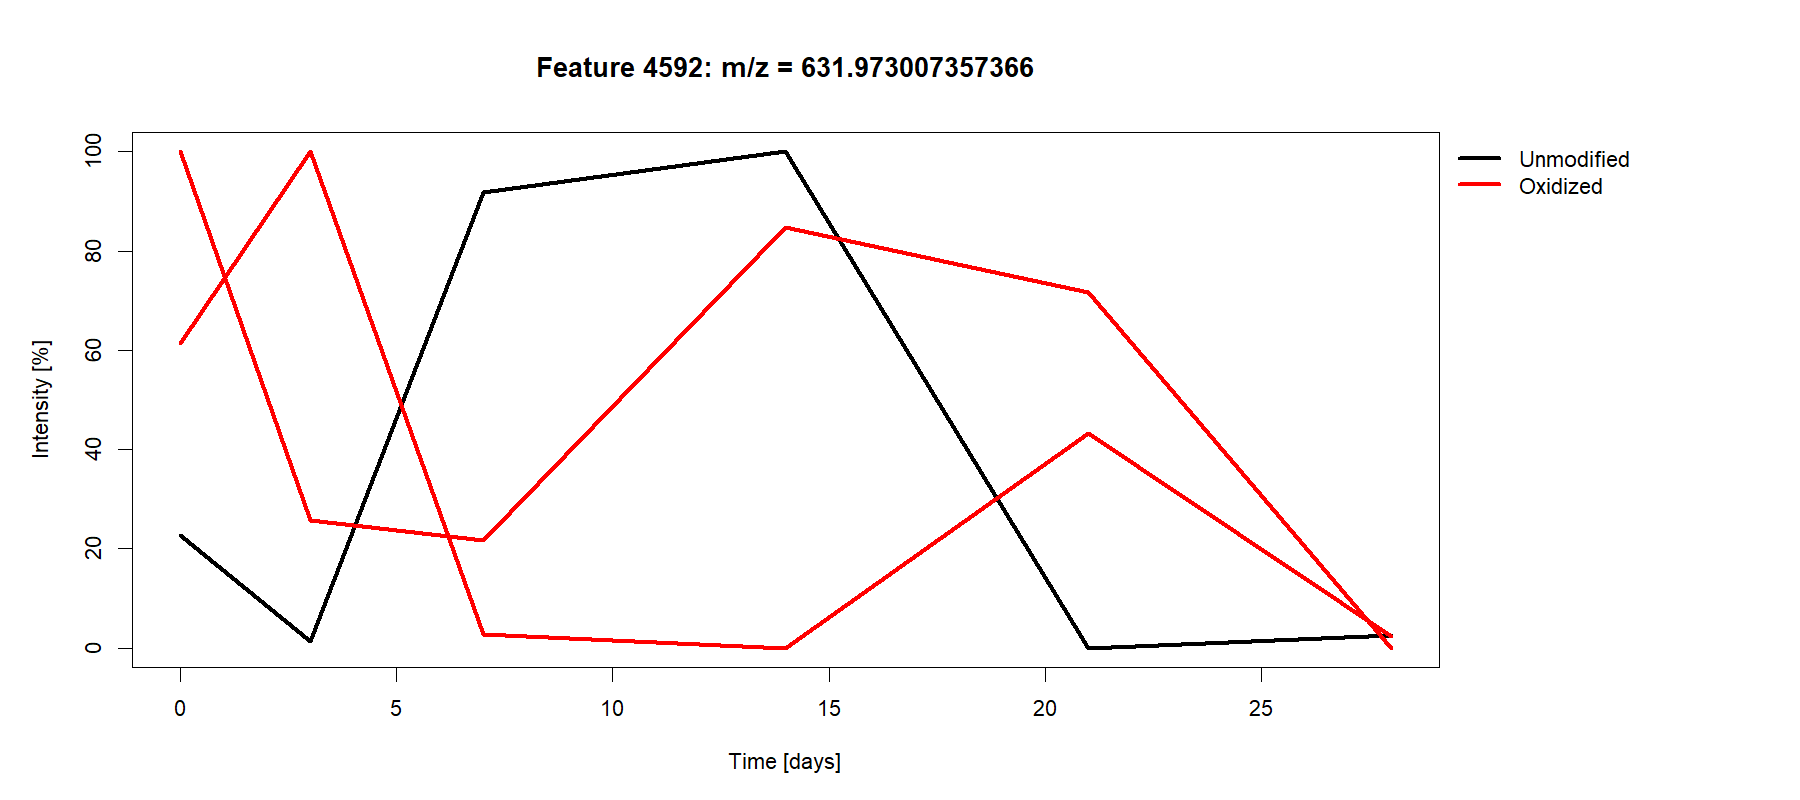 Feature 4592: m/z = 631.973007357366
Unmodified
Oxidized
Intensity [%]
100
80
60
40
20
0
0 5 10 15 20 25
Time [days]